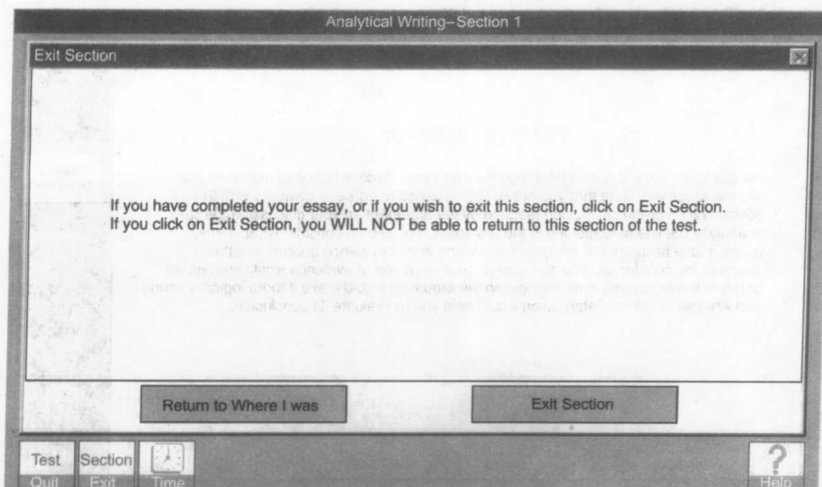 Analytical Writing–Section 1
Exit Section
If you have completed your essay, or if you wish to exit this section, click on Exit Section.
If you click on Exit Section, you WILL NOT be able to return to this section of the test.
Return to Where I was
Exit Section
Test Section
Quit Exit Time
?
Help